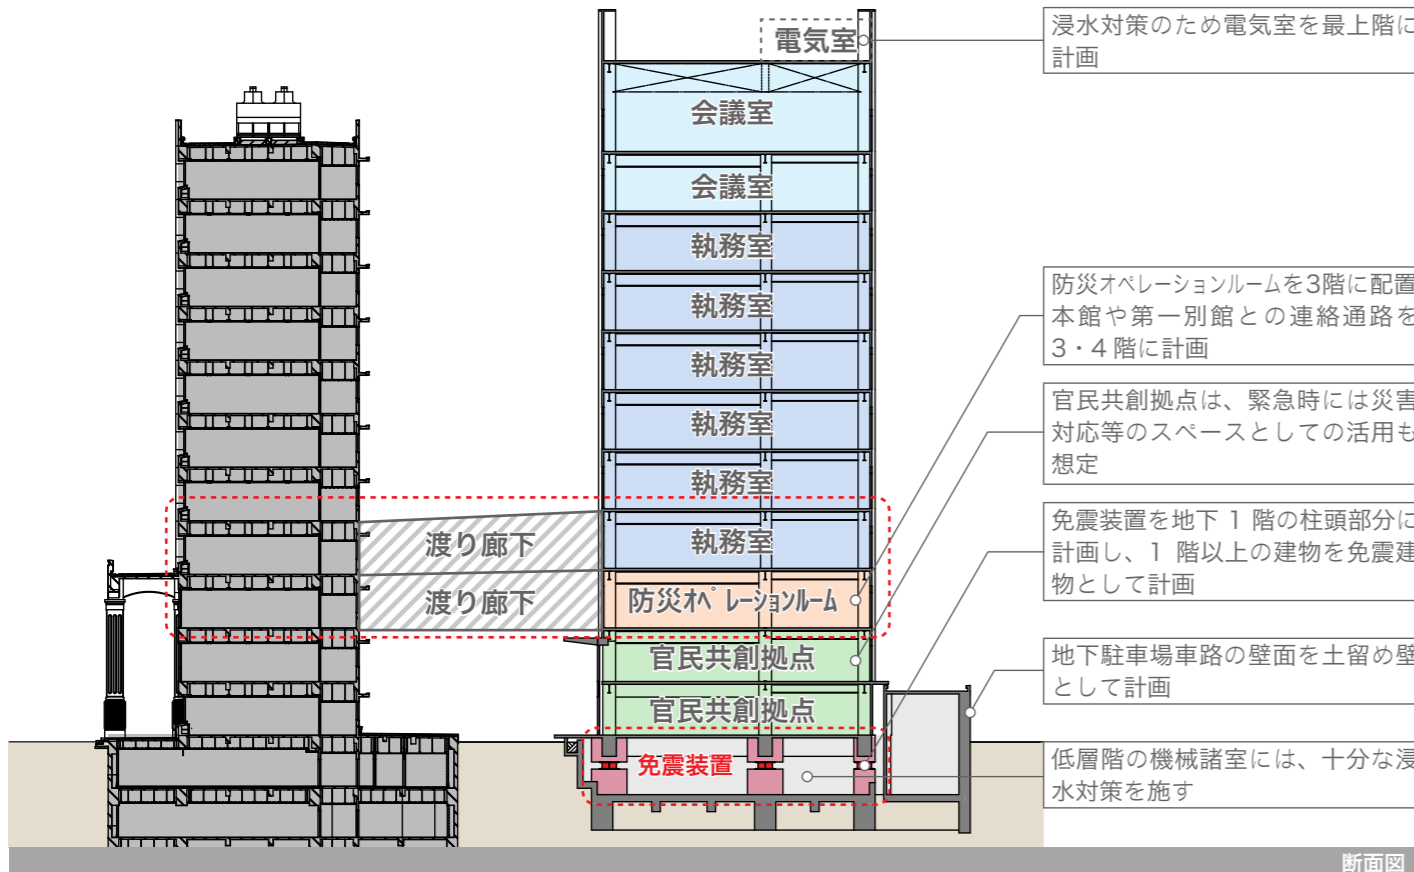 電気室
浸水対策のため電気室を最上階に
計画
会議室
会議室
執務室
執務室
執務室
執務室
執務室
執務室
防災オペレーションルームを3階に配置
本館や第一別館との連絡通路を
3・4 階に計画
官民共創拠点は、緊急時には災害
対応等のスペースとしての活用も
想定
渡り廊下
渡り廊下
防災オペレーションルーム
官民共創拠点
官民共創拠点
免震装置を地下 1 階の柱頭部分に
計画し、1 階以上の建物を免震建
物として計画
地下駐車場車路の壁面を土留め壁
として計画
免震装置
低層階の機械諸室には、十分な浸
水対策を施す
断面図